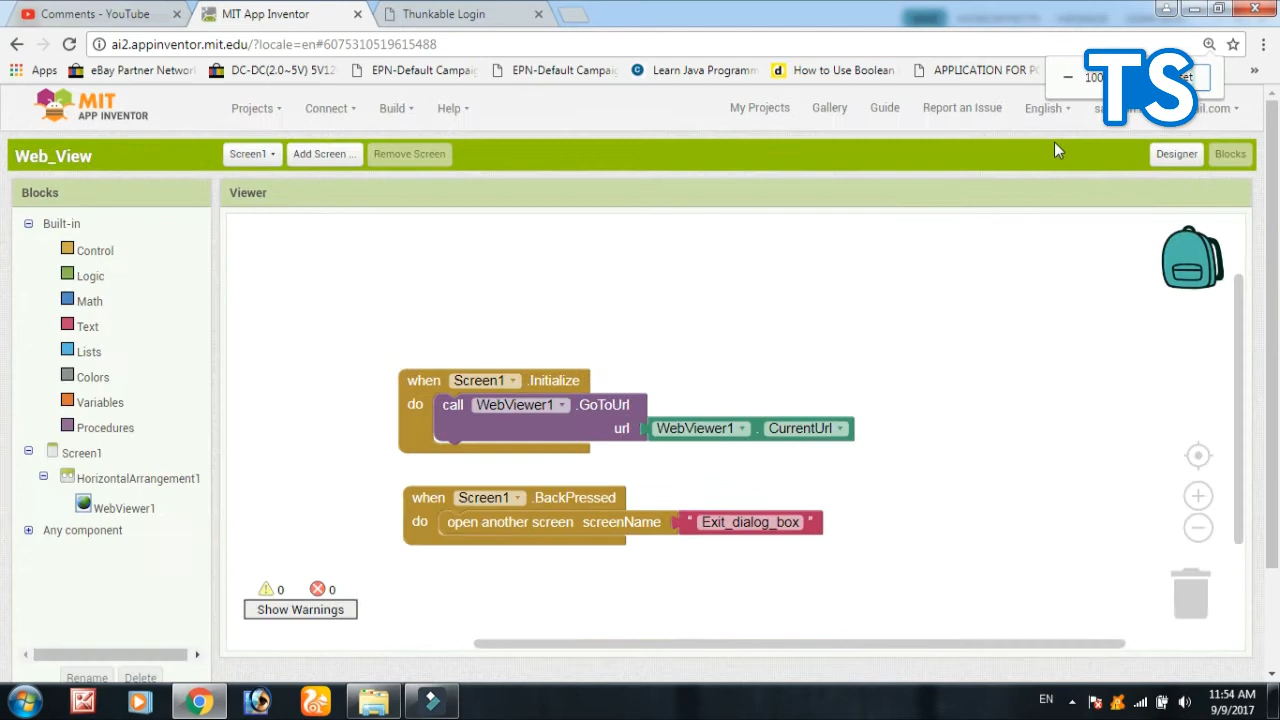 Comments - YouTube
MIT App Inventor
Thunkable Login
ai2.appinventor.mit.edu/?locale=en#6075310519615488
Apps
eBay Partner Network
DC-DC(2.0~5V) 5V12
EPN-Default Campaig
EPN-Default Campaig
Learn Java Programm
How to Use Boolean
APPLICATION FOR PO
TS
MIT
APP INVENTOR
Projects
Connect
Build
Help
My Projects
Gallery
Guide
Report an Issue
English
Web_View
Screen1
Add Screen ...
Remove Screen
Designer
Blocks
Blocks
Viewer
Built-in
Control
Logic
Math
Text
Lists
Colors
Variables
Procedures
Screen1
HorizontalArrangement1
WebViewer1
Any component
Rename
Delete
when Screen1 .Initialize
do call WebViewer1 .GoToUrl
url WebViewer1 . CurrentUrl
when Screen1 .BackPressed
do open another screen screenName " Exit_dialog_box "
0 0
Show Warnings
EN
11:54 AM
9/9/2017